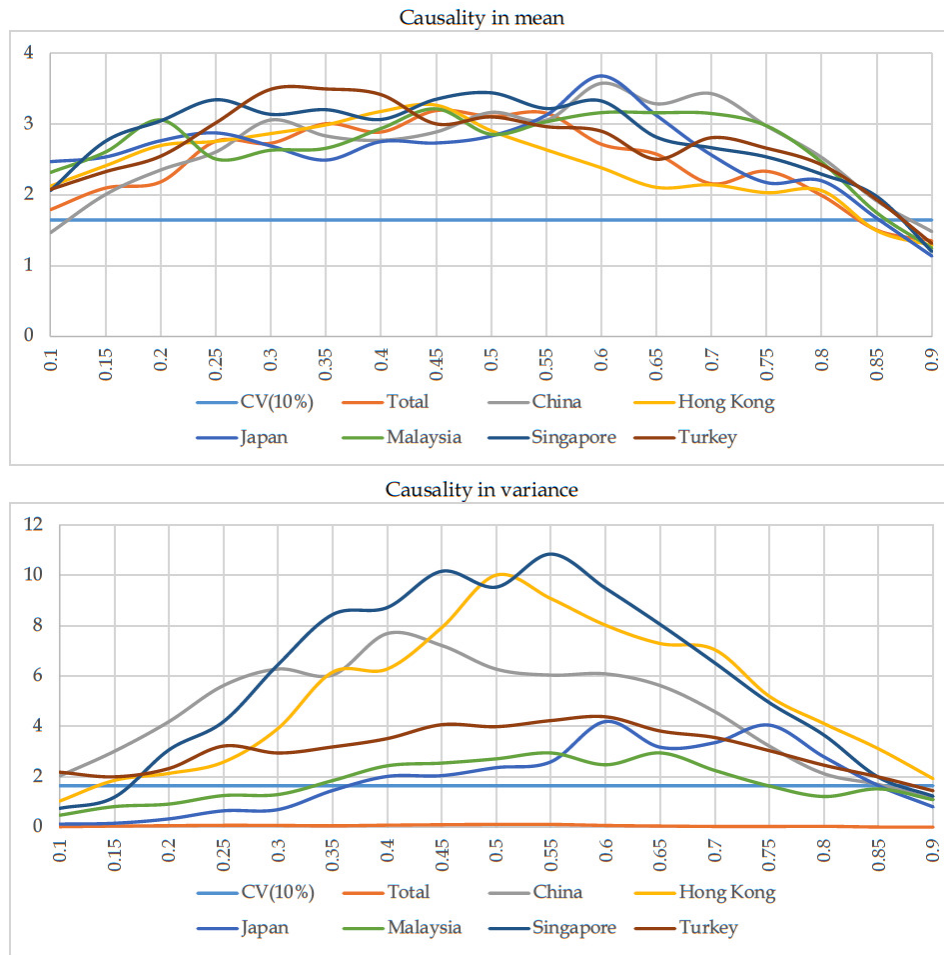 Causality in mean
4
3
2
1
0
0.1 0.15 0.2 0.25 0.3 0.35 0.4 0.45 0.5 0.55 0.6 0.65 0.7 0.75 0.8 0.85 0.9
CV(10%) Total China Hong Kong
Japan Malaysia Singapore Turkey
Causality in variance
12
10
8
6
4
2
0
0.1 0.15 0.2 0.25 0.3 0.35 0.4 0.45 0.5 0.55 0.6 0.65 0.7 0.75 0.8 0.85 0.9
CV(10%) Total China Hong Kong
Japan Malaysia Singapore Turkey